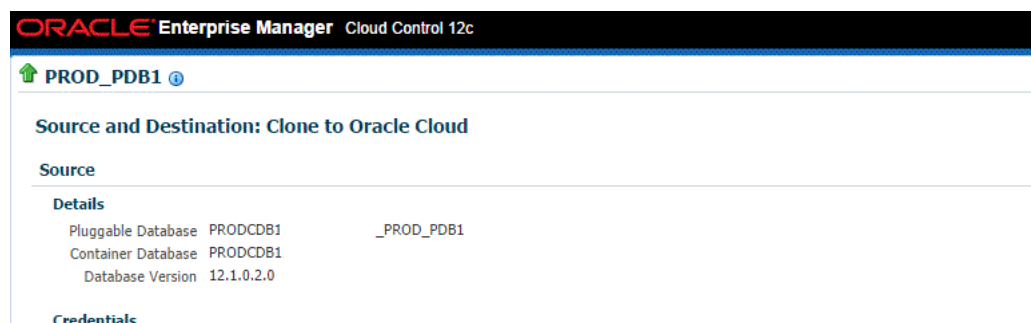 ORACLE Enterprise Manager Cloud Control 12c
PROD_PDB1
Source and Destination: Clone to Oracle Cloud
Source
Details
Pluggable Database PRODCDB1 _PROD_PDB1
Container Database PRODCDB1
Database Version 12.1.0.2.0
Credentials